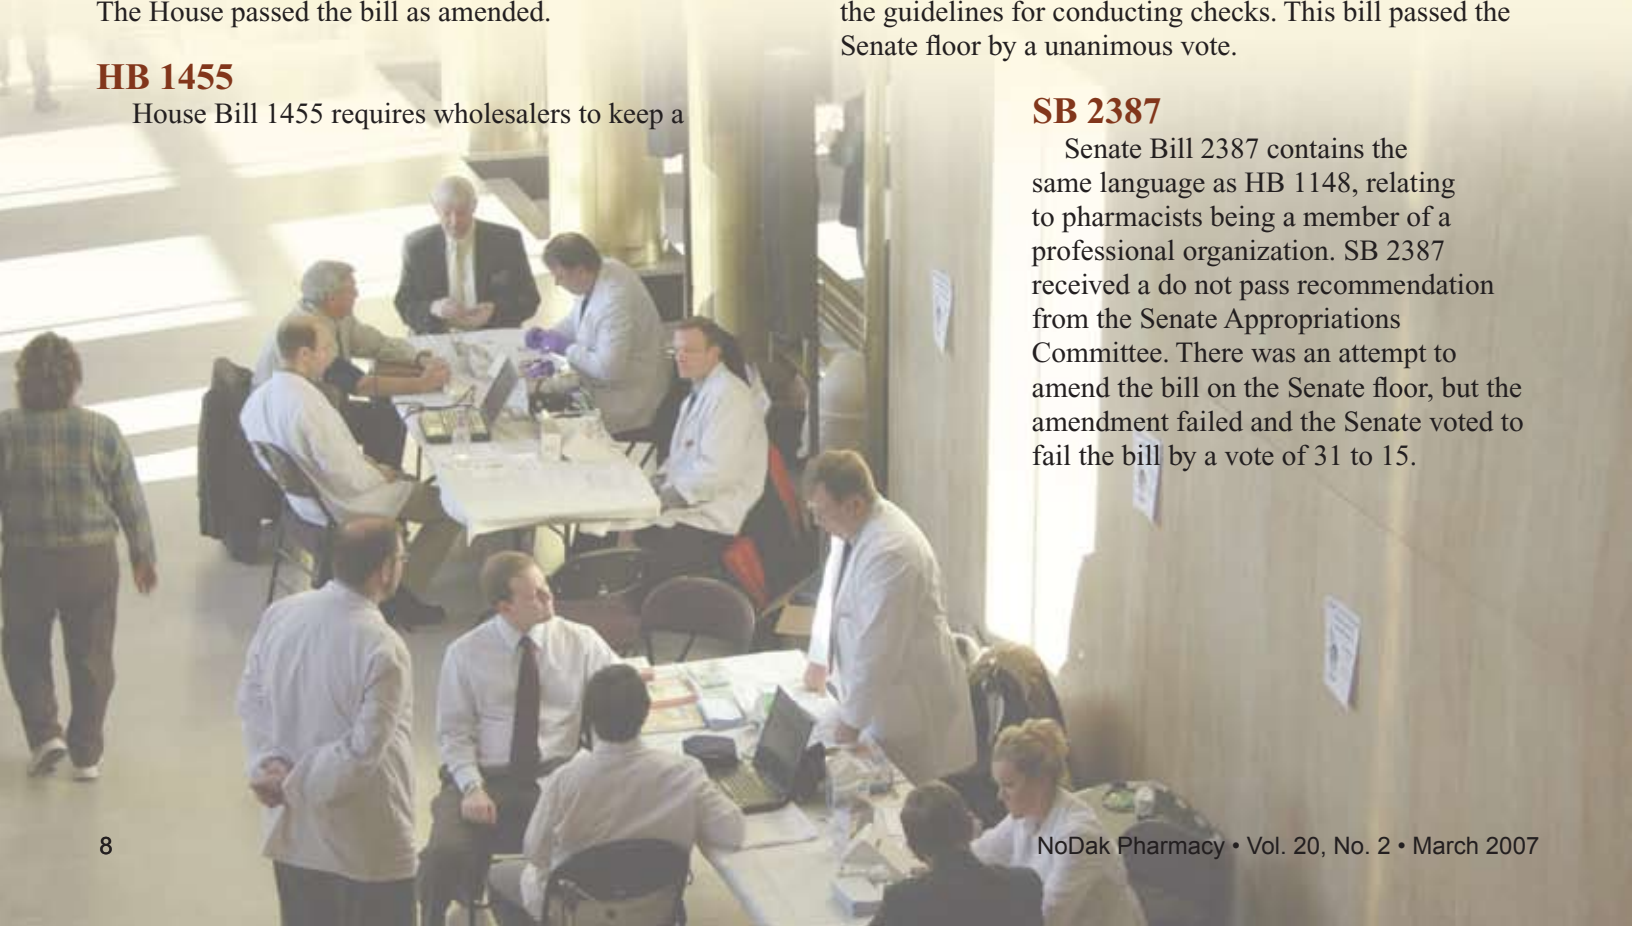 The House passed the bill as amended.
HB 1455
House Bill 1455 requires wholesalers to keep a
the guidelines for conducting checks. This bill passed the
Senate floor by a unanimous vote.
SB 2387
Senate Bill 2387 contains the
same language as HB 1148, relating
to pharmacists being a member of a
professional organization. SB 2387
received a do not pass recommendation
from the Senate Appropriations
Committee. There was an attempt to
amend the bill on the Senate floor, but the
amendment failed and the Senate voted to
fail the bill by a vote of 31 to 15.
8
NoDak Pharmacy • Vol. 20, No. 2 • March 2007